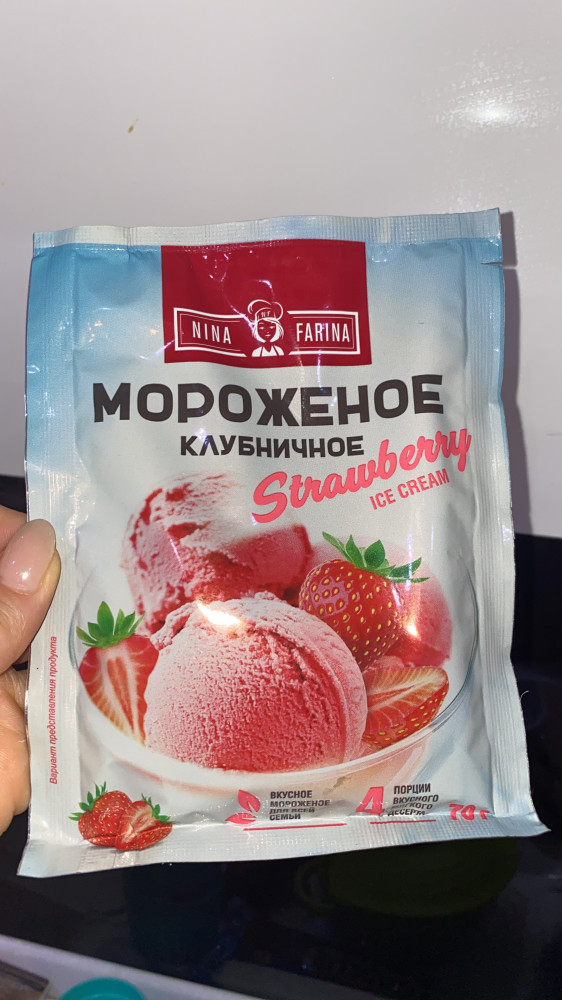 NINA FARINA
МОРОЖЕНОЕ
КЛУБНИЧНОЕ
Strawberry
ICE CREAM
Вариант представления продукта
ВКУСНОЕ
МОРОЖЕНОЕ
ДЛЯ ВСЕЙ
СЕМЬИ
4 ПОРЦИИ
ВКУСНОГО
ДЕСЕРТА
70 г